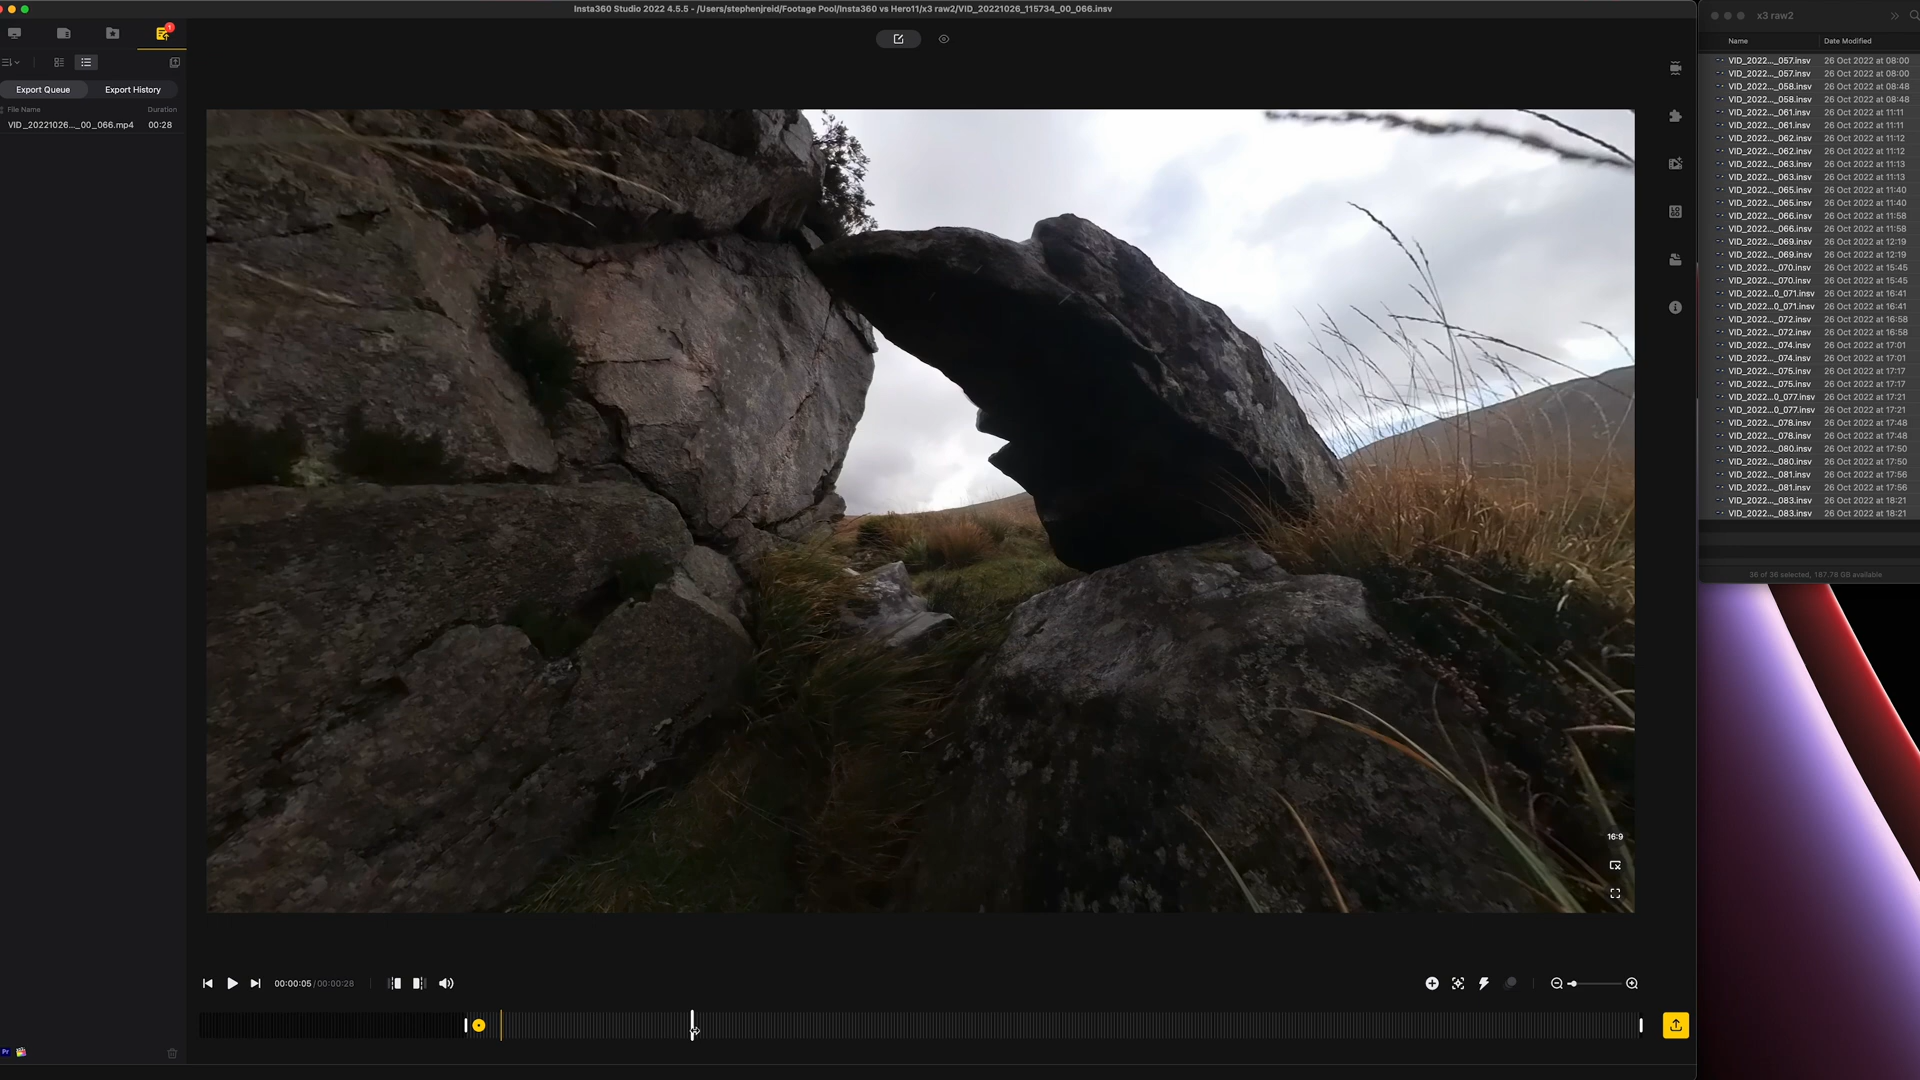 Insta360 Studio 2022 4.5.5 - /Users/stephenjreid/Footage Pool/Insta360 vs Hero11/x3 raw2/VID_20221026_115734_00_066.insv
x3 raw2
1
Export Queue
Export History
File Name
Duration
VID_20221026..._00_066.mp4
00:28
Name
Date Modified
VID_2022..._057.insv 26 Oct 2022 at 08:00
VID_2022..._057.insv 26 Oct 2022 at 08:00
VID_2022..._058.insv 26 Oct 2022 at 08:48
VID_2022..._058.insv 26 Oct 2022 at 08:48
VID_2022..._061.insv 26 Oct 2022 at 11:11
VID_2022..._061.insv 26 Oct 2022 at 11:11
VID_2022..._062.insv 26 Oct 2022 at 11:12
VID_2022..._062.insv 26 Oct 2022 at 11:12
VID_2022..._063.insv 26 Oct 2022 at 11:13
VID_2022..._063.insv 26 Oct 2022 at 11:13
VID_2022..._065.insv 26 Oct 2022 at 11:40
VID_2022..._065.insv 26 Oct 2022 at 11:40
VID_2022..._066.insv 26 Oct 2022 at 11:58
VID_2022..._066.insv 26 Oct 2022 at 11:58
VID_2022..._069.insv 26 Oct 2022 at 12:19
VID_2022..._069.insv 26 Oct 2022 at 12:19
VID_2022..._070.insv 26 Oct 2022 at 15:45
VID_2022..._070.insv 26 Oct 2022 at 15:45
VID_2022...0_071.insv 26 Oct 2022 at 16:41
VID_2022...0_071.insv 26 Oct 2022 at 16:41
VID_2022..._072.insv 26 Oct 2022 at 16:58
VID_2022..._072.insv 26 Oct 2022 at 16:58
VID_2022..._074.insv 26 Oct 2022 at 17:01
VID_2022..._074.insv 26 Oct 2022 at 17:01
VID_2022..._075.insv 26 Oct 2022 at 17:17
VID_2022..._075.insv 26 Oct 2022 at 17:17
VID_2022...0_077.insv 26 Oct 2022 at 17:21
VID_2022...0_077.insv 26 Oct 2022 at 17:21
VID_2022..._078.insv 26 Oct 2022 at 17:48
VID_2022..._078.insv 26 Oct 2022 at 17:48
VID_2022..._080.insv 26 Oct 2022 at 17:50
VID_2022..._080.insv 26 Oct 2022 at 17:50
VID_2022..._081.insv 26 Oct 2022 at 17:56
VID_2022..._081.insv 26 Oct 2022 at 17:56
VID_2022..._083.insv 26 Oct 2022 at 18:21
VID_2022..._083.insv 26 Oct 2022 at 18:21
36 of 36 selected, 187.78 GB available
16:9
00:00:05 / 00:00:28
Pr